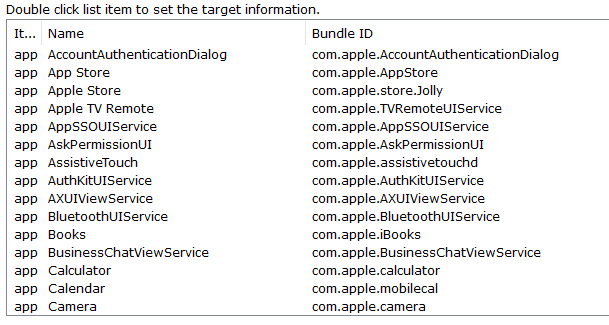 Double click list item to set the target information.
It... Name Bundle ID
app AccountAuthenticationDialog com.apple.AccountAuthenticationDialog
app App Store com.apple.AppStore
app Apple Store com.apple.store.Jolly
app Apple TV Remote com.apple.TVRemoteUIService
app AppSSOUIService com.apple.AppSSOUIService
app AskPermissionUI com.apple.AskPermissionUI
app AssistiveTouch com.apple.assistivetouchd
app AuthKitUIService com.apple.AuthKitUIService
app AXUIViewService com.apple.AXUIViewService
app BluetoothUIService com.apple.BluetoothUIService
app Books com.apple.iBooks
app BusinessChatViewService com.apple.BusinessChatViewService
app Calculator com.apple.calculator
app Calendar com.apple.mobilecal
app Camera com.apple.camera